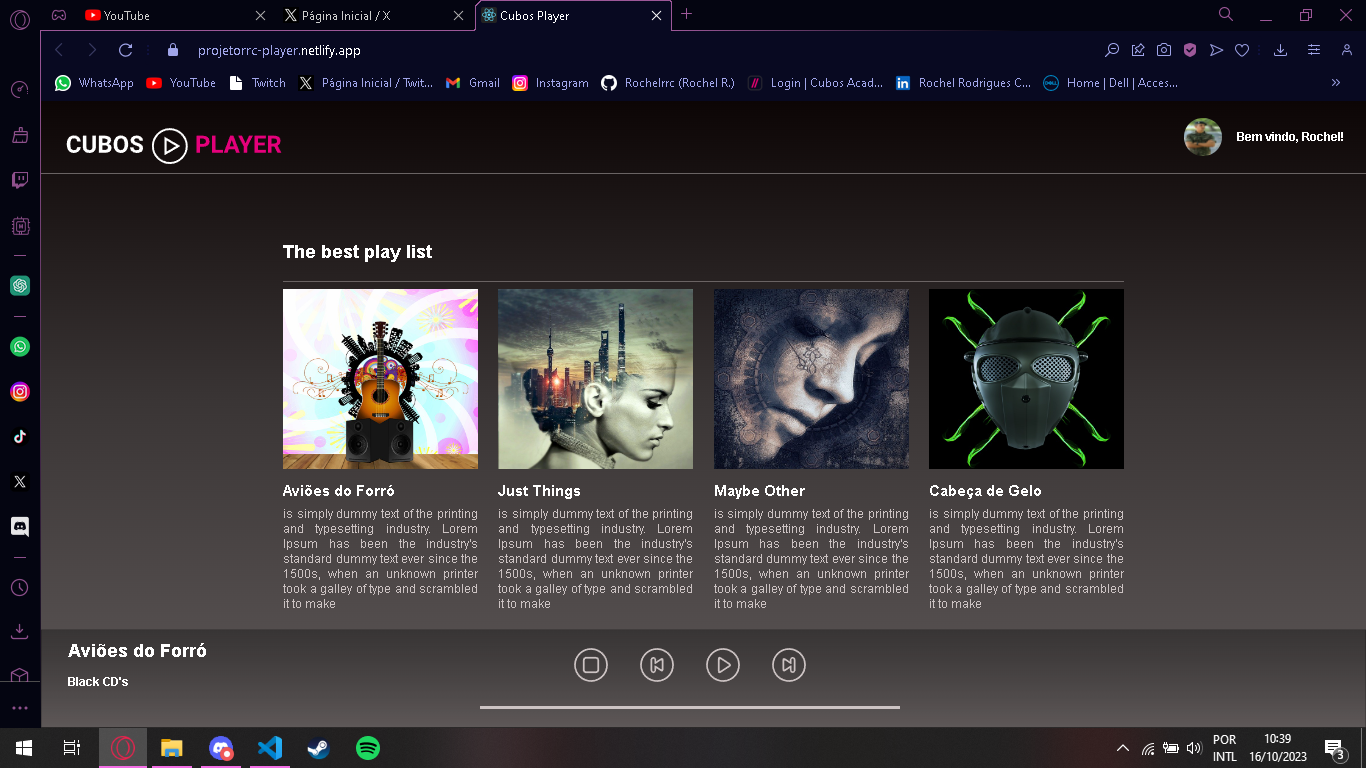 YouTube
Página Inicial / X
Cubos Player
projetorrc-player.netlify.app
WhatsApp
YouTube
Twitch
Página Inicial / Twit...
Gmail
Instagram
Rochelrrc (Rochel R.)
Login | Cubos Acad...
Rochel Rodrigues C...
Home | Dell | Acces...
CUBOS PLAYER
Bem vindo, Rochel!
The best play list
Aviões do Forró
is simply dummy text of the printing
and typesetting industry. Lorem
Ipsum has been the industry's
standard dummy text ever since the
1500s, when an unknown printer
took a galley of type and scrambled
it to make
Just Things
is simply dummy text of the printing
and typesetting industry. Lorem
Ipsum has been the industry's
standard dummy text ever since the
1500s, when an unknown printer
took a galley of type and scrambled
it to make
Maybe Other
is simply dummy text of the printing
and typesetting industry. Lorem
Ipsum has been the industry's
standard dummy text ever since the
1500s, when an unknown printer
took a galley of type and scrambled
it to make
Cabeça de Gelo
is simply dummy text of the printing
and typesetting industry. Lorem
Ipsum has been the industry's
standard dummy text ever since the
1500s, when an unknown printer
took a galley of type and scrambled
it to make
Aviões do Forró
Black CD's
POR
INTL
10:39
16/10/2023
3